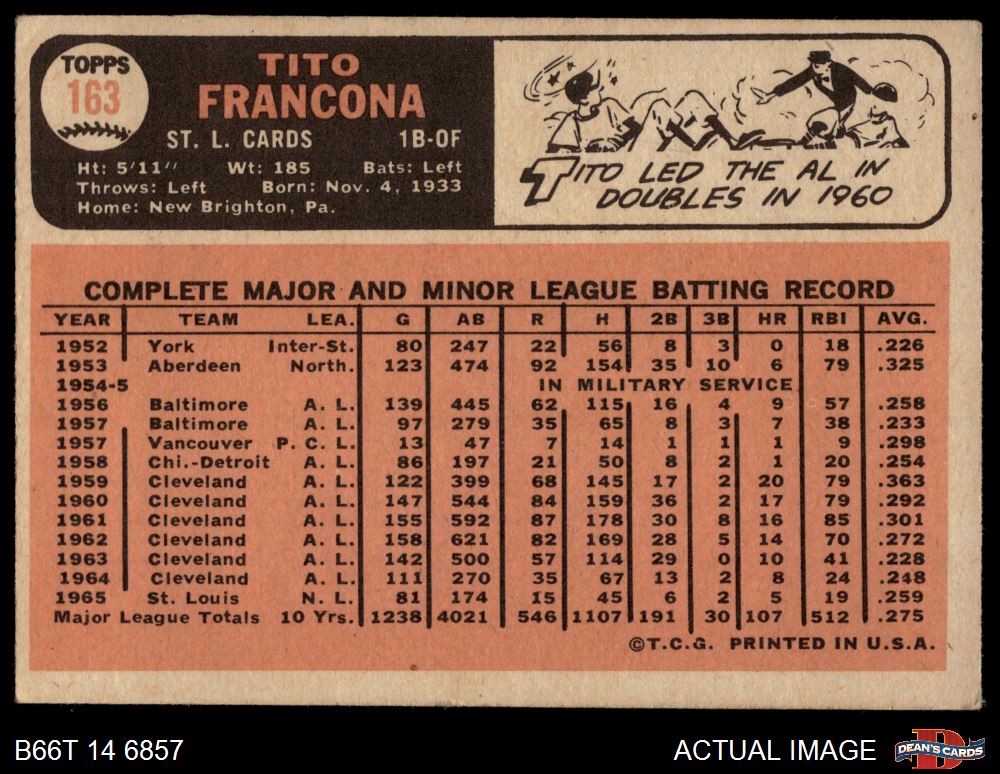 TOPPS
163
TITO
FRANCONA
ST. L. CARDS 1B-OF
Ht: 5'11" Wt: 185 Bats: Left
Throws: Left Born: Nov. 4, 1933
Home: New Brighton, Pa.
TITO LED THE AL IN
DOUBLES IN 1960
COMPLETE MAJOR AND MINOR LEAGUE BATTING RECORD
YEAR TEAM LEA. G AB R H 2B 3B HR RBI AVG.
1952 York Inter-St. 80 247 22 56 8 3 0 18 .226
1953 Aberdeen North. 123 474 92 154 35 10 6 79 .325
1954-5 IN MILITARY SERVICE
1956 Baltimore A. L. 139 445 62 115 16 4 9 57 .258
1957 Baltimore A. L. 97 279 35 65 8 3 7 38 .233
1957 Vancouver P. C. L. 13 47 7 14 1 1 1 9 .298
1958 Chi.-Detroit A. L. 86 197 21 50 8 2 1 20 .254
1959 Cleveland A. L. 122 399 68 145 17 2 20 79 .363
1960 Cleveland A. L. 147 544 84 159 36 2 17 79 .292
1961 Cleveland A. L. 155 592 87 178 30 8 16 85 .301
1962 Cleveland A. L. 158 621 82 169 28 5 14 70 .272
1963 Cleveland A. L. 142 500 57 114 29 0 10 41 .228
1964 Cleveland A. L. 111 270 35 67 13 2 8 24 .248
1965 St. Louis N. L. 81 174 15 45 6 2 5 19 .259
Major League Totals 10 Yrs. 1238 4021 546 1107 191 30 107 512 .275
©T.C.G. PRINTED IN U.S.A.
B66T 14 6857 ACTUAL IMAGE D DEAN'S CARDS